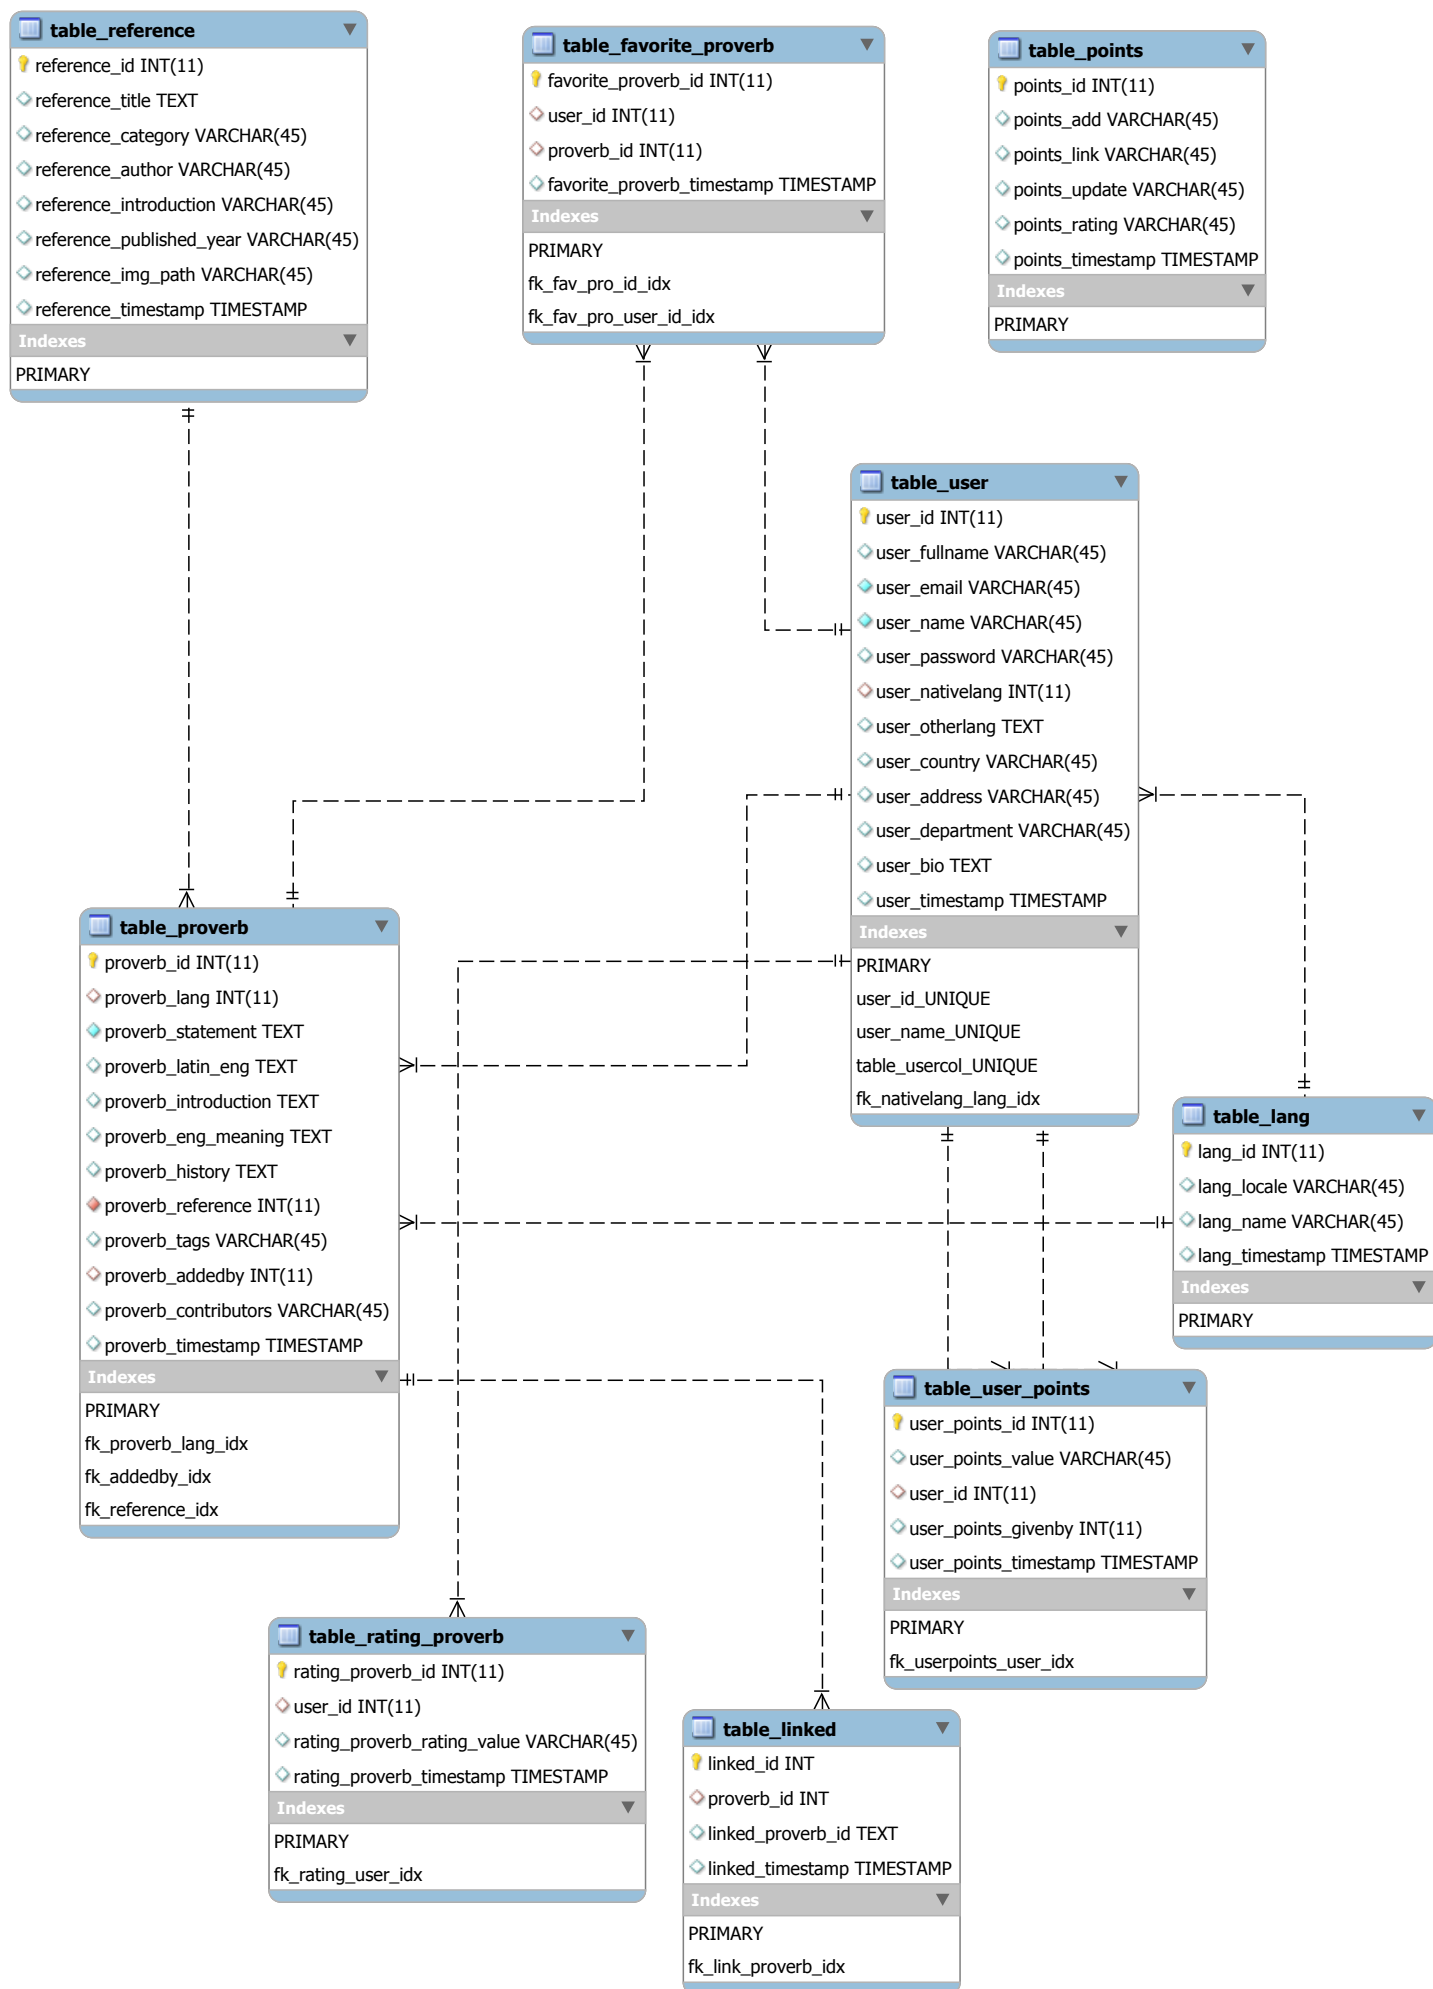 table_reference
reference_id INT(11)
reference_title TEXT
reference_category VARCHAR(45)
reference_author VARCHAR(45)
reference_introduction VARCHAR(45)
reference_published_year VARCHAR(45)
reference_img_path VARCHAR(45)
reference_timestamp TIMESTAMP
Indexes
PRIMARY
table_favorite_proverb
favorite_proverb_id INT(11)
user_id INT(11)
proverb_id INT(11)
favorite_proverb_timestamp TIMESTAMP
Indexes
PRIMARY
fk_fav_pro_id_idx
fk_fav_pro_user_id_idx
table_points
points_id INT(11)
points_add VARCHAR(45)
points_link VARCHAR(45)
points_update VARCHAR(45)
points_rating VARCHAR(45)
points_timestamp TIMESTAMP
Indexes
PRIMARY
table_user
user_id INT(11)
user_fullname VARCHAR(45)
user_email VARCHAR(45)
user_name VARCHAR(45)
user_password VARCHAR(45)
user_nativelang INT(11)
user_otherlang TEXT
user_country VARCHAR(45)
user_address VARCHAR(45)
user_department VARCHAR(45)
user_bio TEXT
user_timestamp TIMESTAMP
Indexes
PRIMARY
user_id_UNIQUE
user_name_UNIQUE
table_usercol_UNIQUE
fk_nativelang_lang_idx
table_proverb
proverb_id INT(11)
proverb_lang INT(11)
proverb_statement TEXT
proverb_latin_eng TEXT
proverb_introduction TEXT
proverb_eng_meaning TEXT
proverb_history TEXT
proverb_reference INT(11)
proverb_tags VARCHAR(45)
proverb_addedby INT(11)
proverb_contributors VARCHAR(45)
proverb_timestamp TIMESTAMP
Indexes
PRIMARY
fk_proverb_lang_idx
fk_addedby_idx
fk_reference_idx
table_lang
lang_id INT(11)
lang_locale VARCHAR(45)
lang_name VARCHAR(45)
lang_timestamp TIMESTAMP
Indexes
PRIMARY
table_user_points
user_points_id INT(11)
user_points_value VARCHAR(45)
user_id INT(11)
user_points_givenby INT(11)
user_points_timestamp TIMESTAMP
Indexes
PRIMARY
fk_userpoints_user_idx
table_rating_proverb
rating_proverb_id INT(11)
user_id INT(11)
rating_proverb_rating_value VARCHAR(45)
rating_proverb_timestamp TIMESTAMP
Indexes
PRIMARY
fk_rating_user_idx
table_linked
linked_id INT
proverb_id INT
linked_proverb_id TEXT
linked_timestamp TIMESTAMP
Indexes
PRIMARY
fk_link_proverb_idx